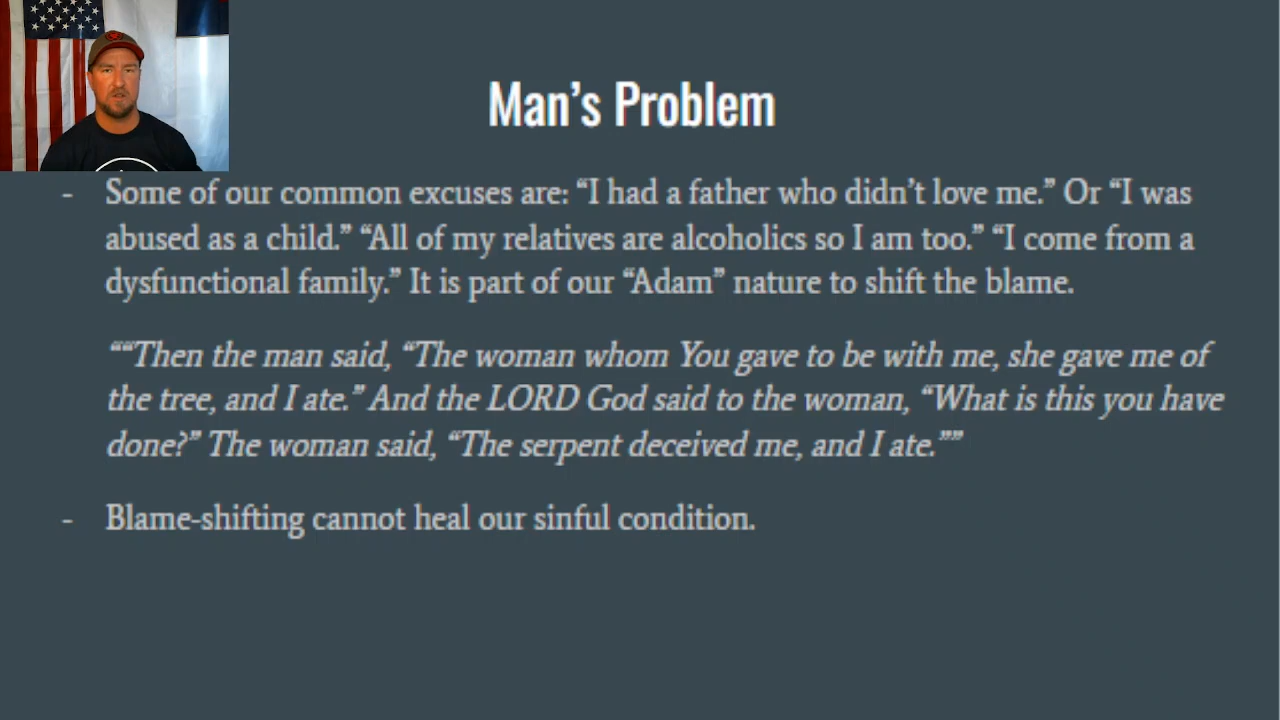 Man’s Problem
- Some of our common excuses are: “I had a father who didn’t love me.” Or “I was
abused as a child.” “All of my relatives are alcoholics so I am too.” “I come from a
dysfunctional family.” It is part of our “Adam” nature to shift the blame.
““Then the man said, “The woman whom You gave to be with me, she gave me of
the tree, and I ate.” And the LORD God said to the woman, “What is this you have
done?” The woman said, “The serpent deceived me, and I ate.””
- Blame-shifting cannot heal our sinful condition.